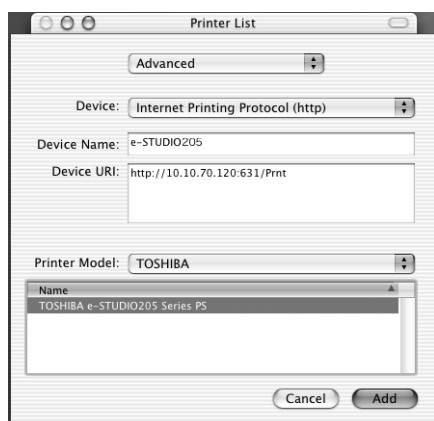 Printer List
Advanced
Device: Internet Printing Protocol (http)
Device Name: e-STUDIO205
Device URI: http://10.10.70.120:631/Prnt
Printer Model: TOSHIBA
Name
TOSHIBA e-STUDIO205 Series PS
Cancel Add